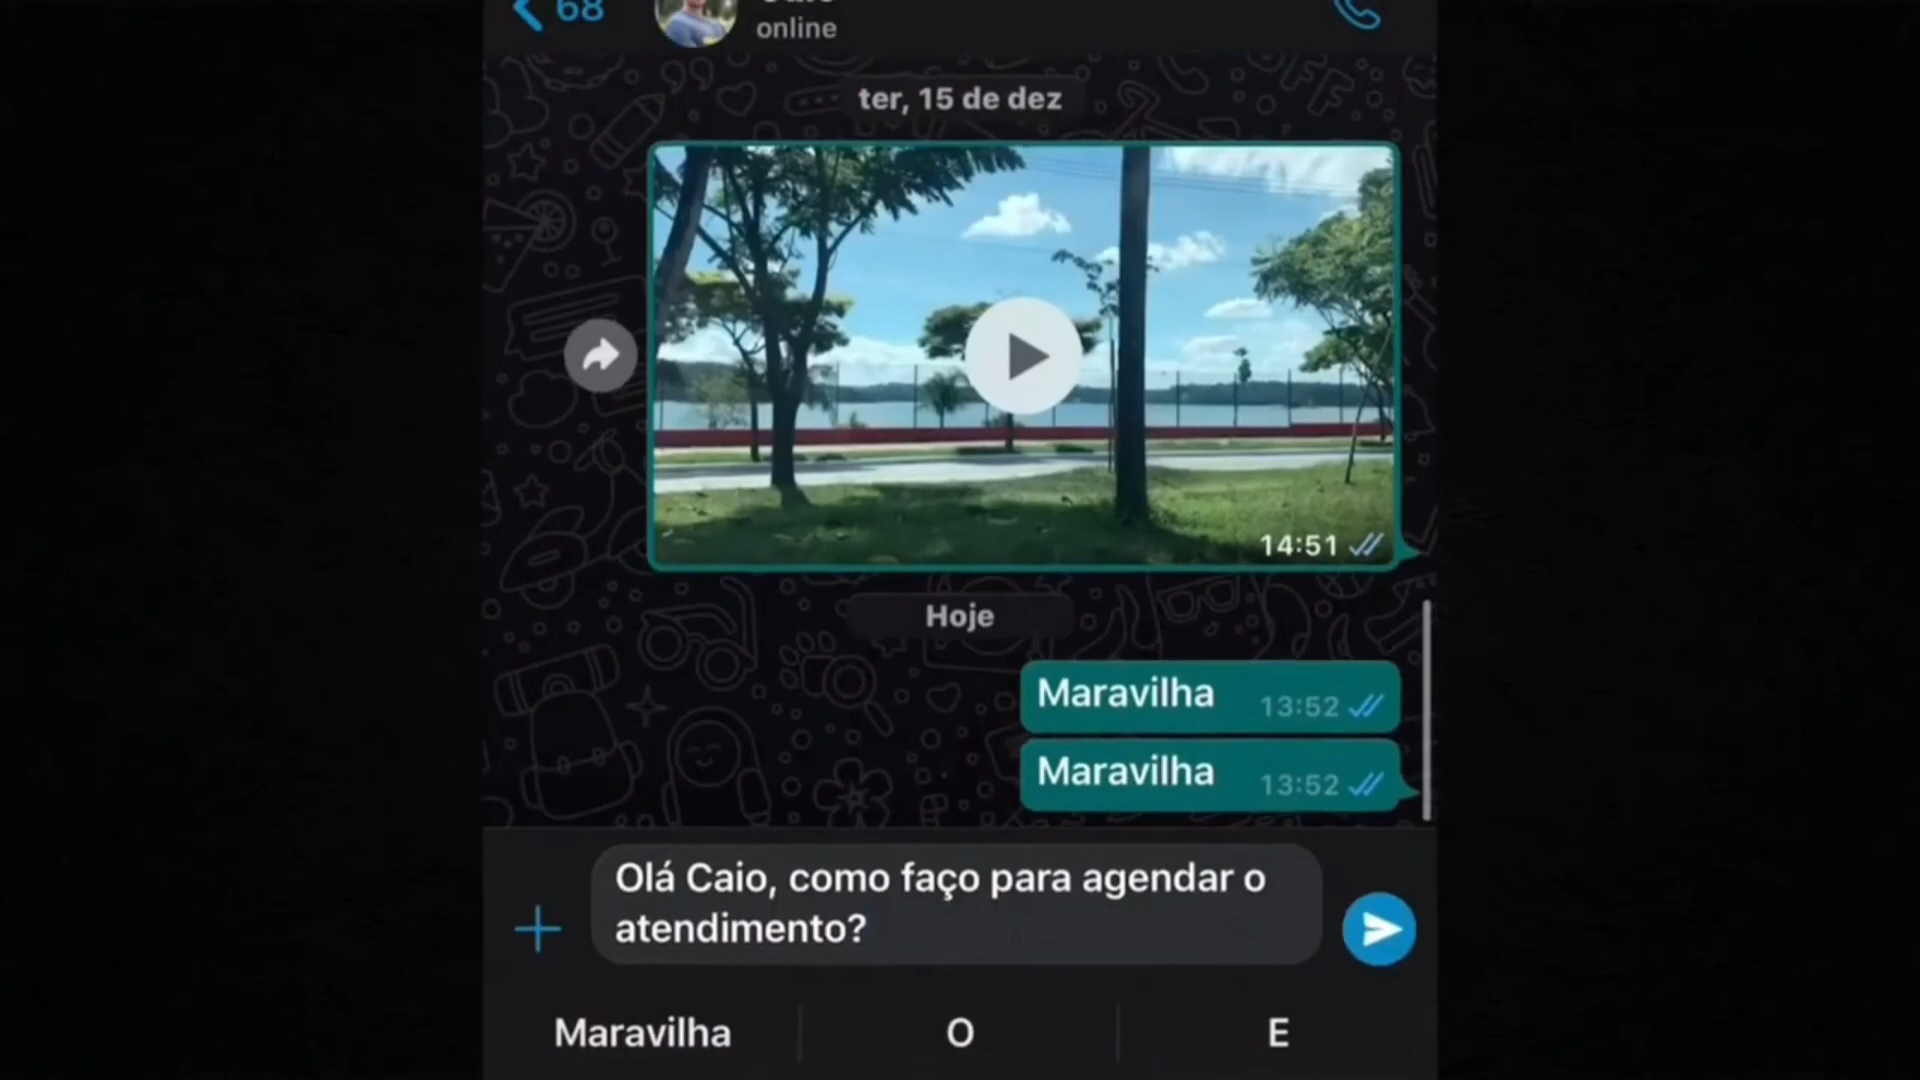 68
online
ter, 15 de dez
14:51
Hoje
Maravilha 13:52
Maravilha 13:52
Olá Caio, como faço para agendar o
atendimento?
Maravilha O E